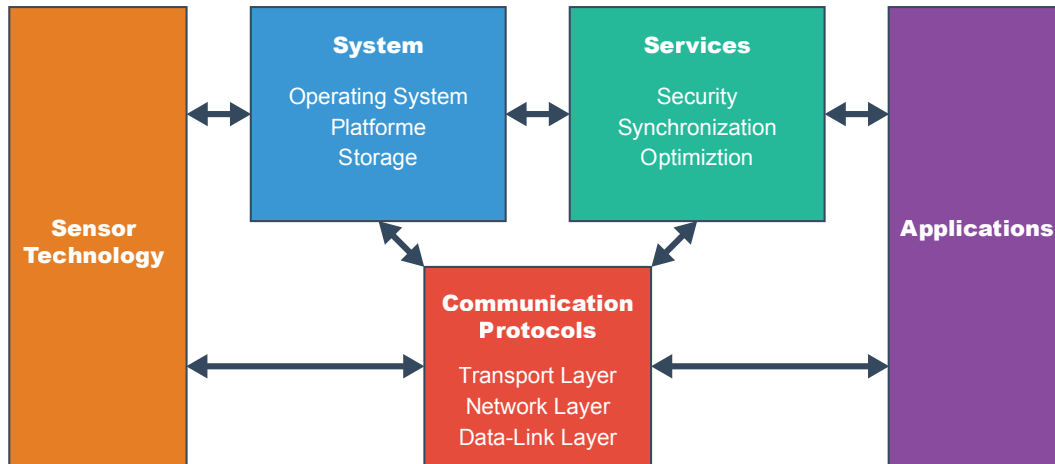 Sensor
Technology
System
Operating System
Platforme
Storage
Services
Security
Synchronization
Optimiztion
Communication
Protocols
Transport Layer
Network Layer
Data-Link Layer
Applications